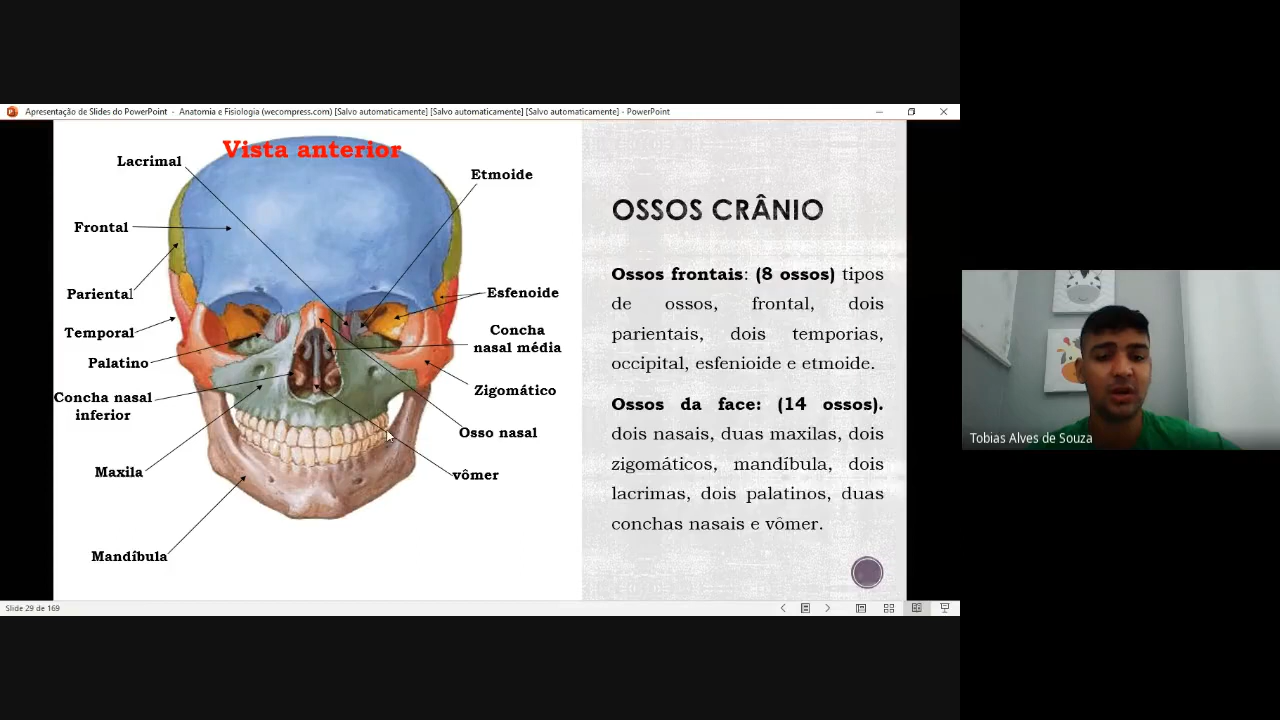 Apresentação de Slides do PowerPoint - Anatomia e Fisiologia (wecompress.com) [Salvo automaticamente] [Salvo automaticamente] [Salvo automaticamente] - PowerPoint
Vista anterior
Lacrimal
Frontal
Pariental
Temporal
Palatino
Concha nasal
inferior
Maxila
Mandíbula
Etmoide
Esfenoide
Concha
nasal média
Zigomático
Osso nasal
vômer
OSSOS CRÂNIO
Ossos frontais: (8 ossos) tipos
de ossos, frontal, dois
parientais, dois temporias,
occipital, esfenioide e etmoide.
Ossos da face: (14 ossos).
dois nasais, duas maxilas, dois
zigomáticos, mandíbula, dois
lacrimas, dois palatinos, duas
conchas nasais e vômer.
Slide 29 de 169
Tobias Alves de Souza